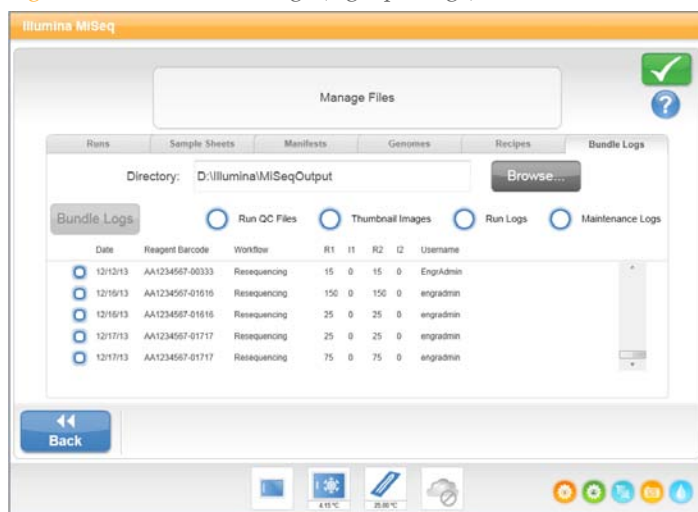 Illumina MiSeq
Manage Files
Runs Sample Sheets Manifests Genomes Recipes Bundle Logs
Directory: D:\Illumina\MiSeqOutput Browse...
Bundle Logs Run QC Files Thumbnail Images Run Logs Maintenance Logs
Date Reagent Barcode Workflow R1 I1 R2 I2 Username
12/12/13 AA1234567-00333 Resequencing 15 0 15 0 EngrAdmin
12/16/13 AA1234567-01616 Resequencing 150 0 150 0 engradmin
12/16/13 AA1234567-01616 Resequencing 25 0 25 0 engradmin
12/17/13 AA1234567-01717 Resequencing 25 0 25 0 engradmin
12/17/13 AA1234567-01717 Resequencing 75 0 75 0 engradmin
Back
4.15 °C 25.00 °C